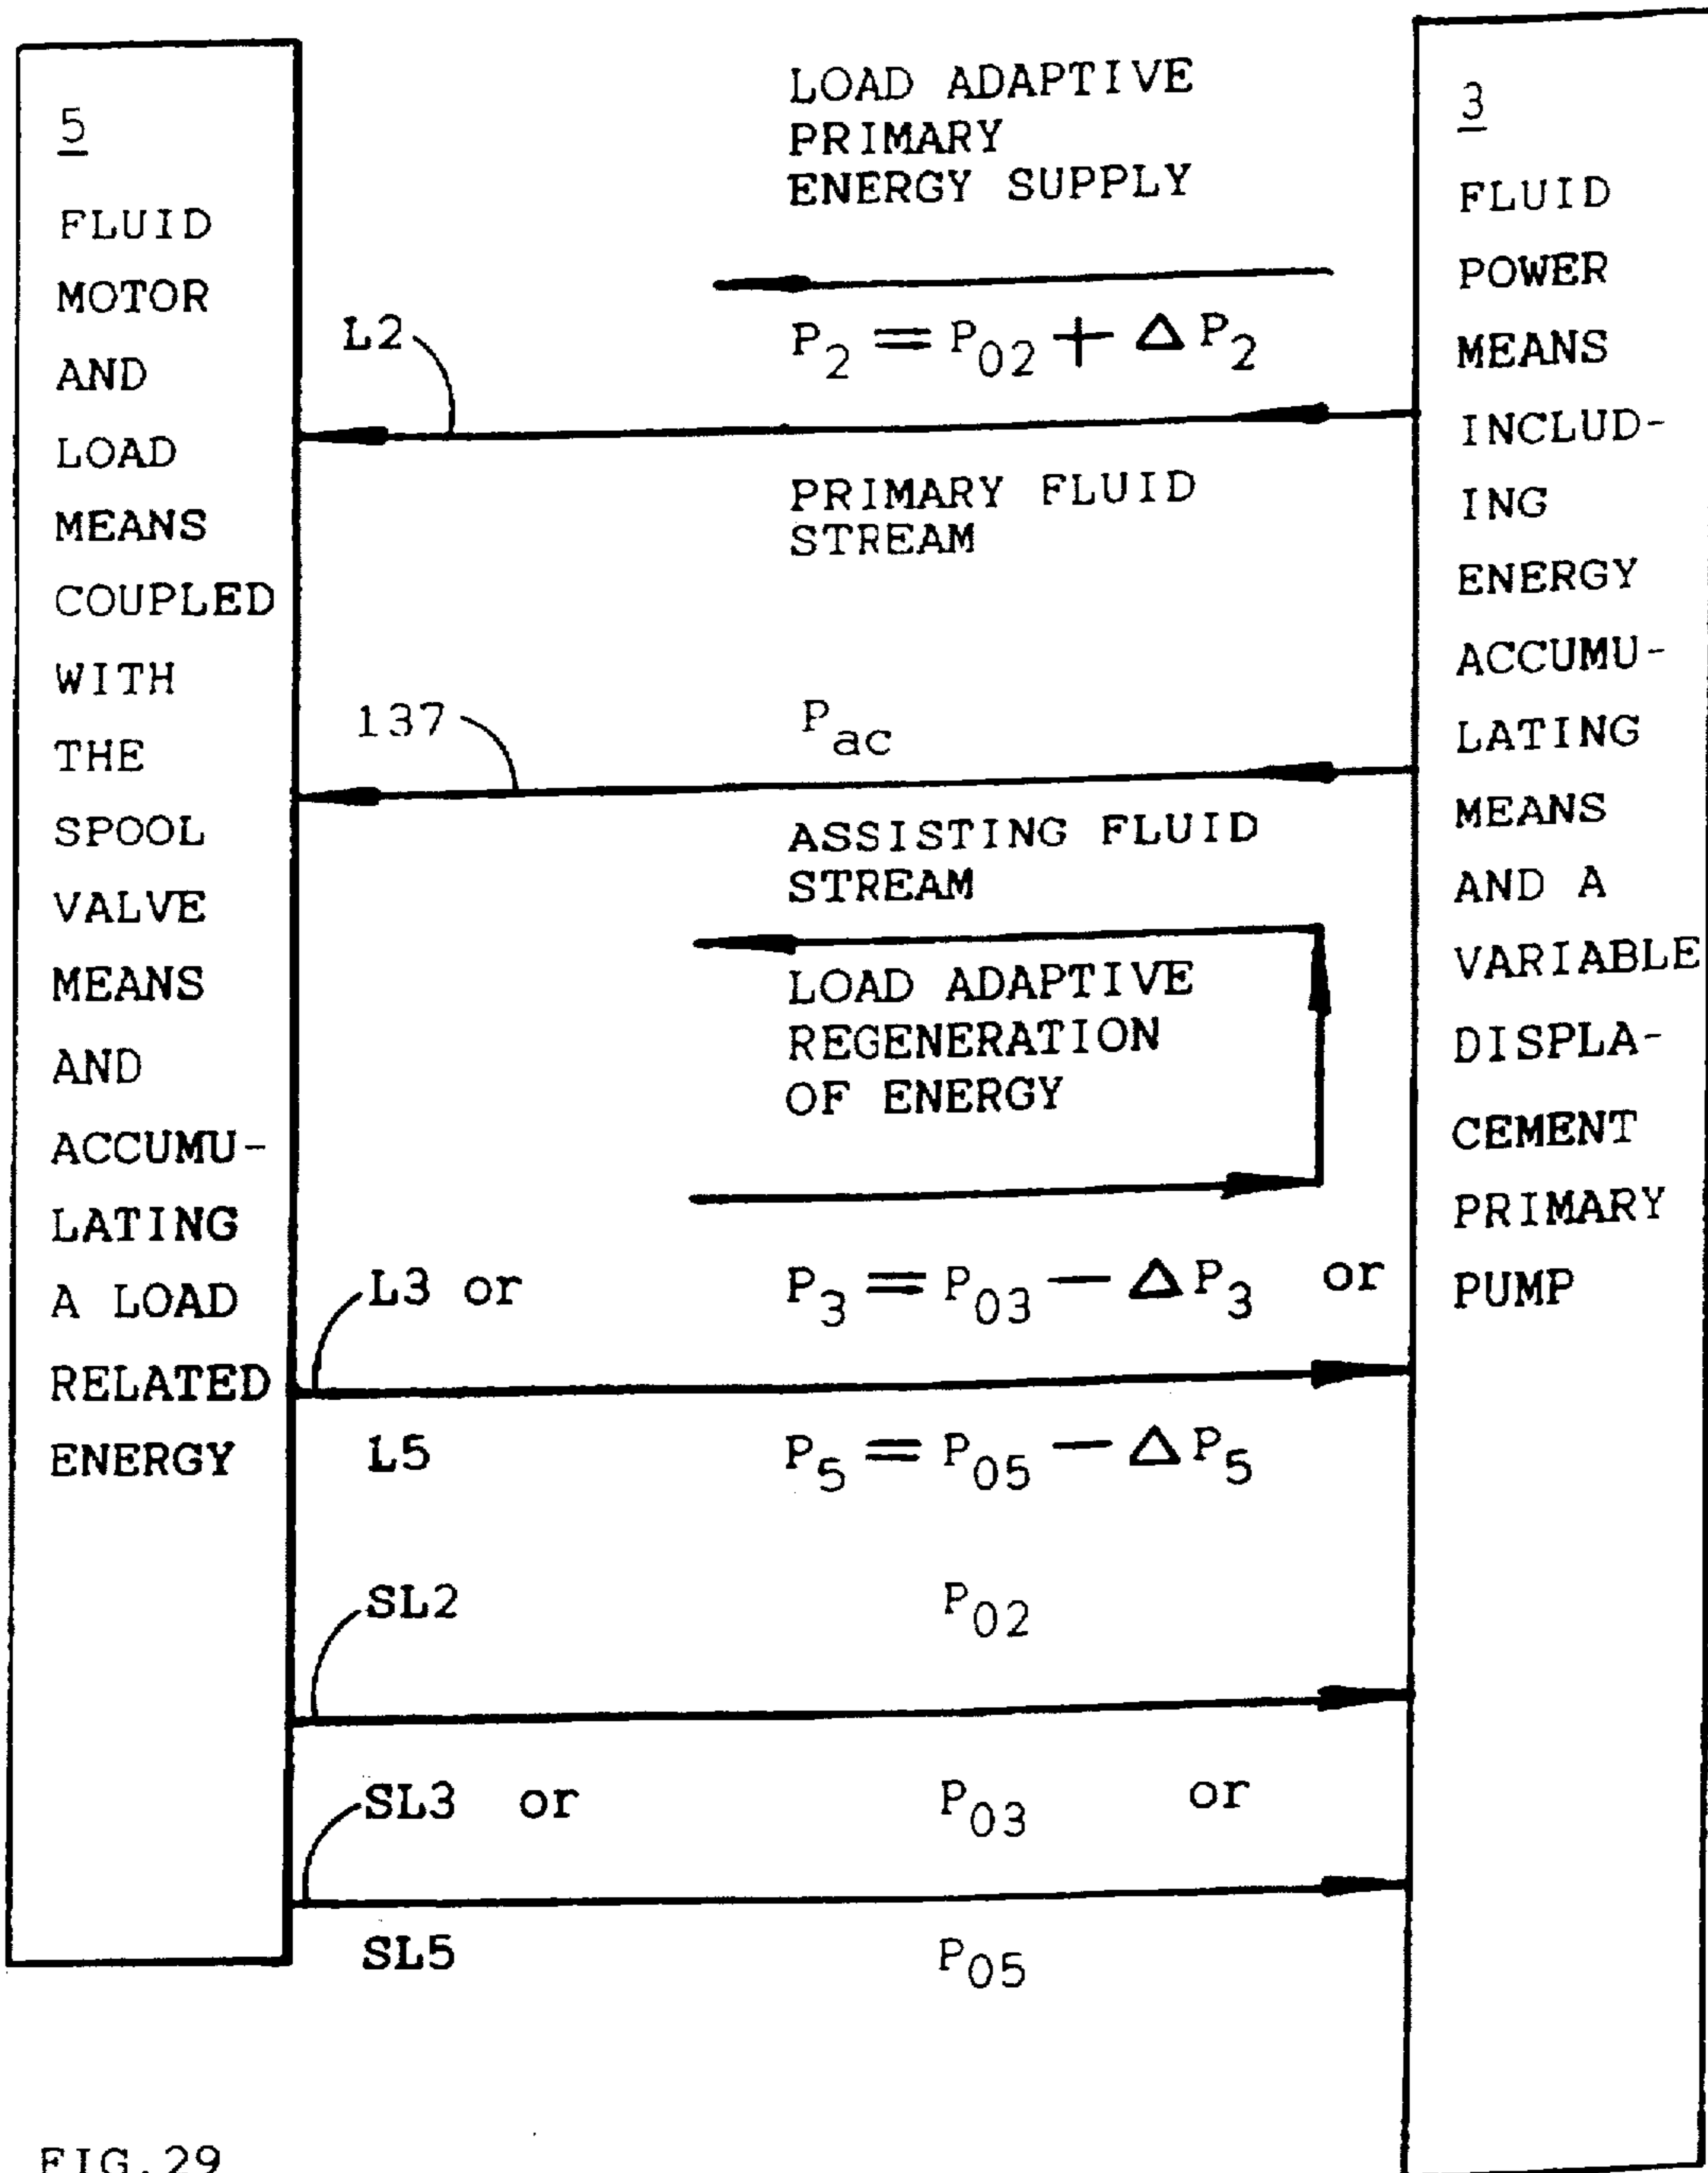 5
FLUID
MOTOR
AND
LOAD
MEANS
COUPLED
WITH
THE
SPOOL
VALVE
MEANS
AND
ACCUMU-
LATING
A LOAD
RELATED
ENERGY
LOAD ADAPTIVE
PRIMARY
ENERGY SUPPLY
L2
P₂ = P₀₂ + Δ P₂
PRIMARY FLUID
STREAM
137
Pac
ASSISTING FLUID
STREAM
LOAD ADAPTIVE
REGENERATION
OF ENERGY
L3 or
P₃ = P₀₃ — Δ P₃ or
L5
P₅ = P₀₅ — Δ P₅
SL2
P₀₂
SL3 or
P₀₃ or
SL5
P₀₅
3
FLUID
POWER
MEANS
INCLUD-
ING
ENERGY
ACCUMU-
LATING
MEANS
AND A
VARIABLE
DISPLA-
CEMENT
PRIMARY
PUMP
FIG.29